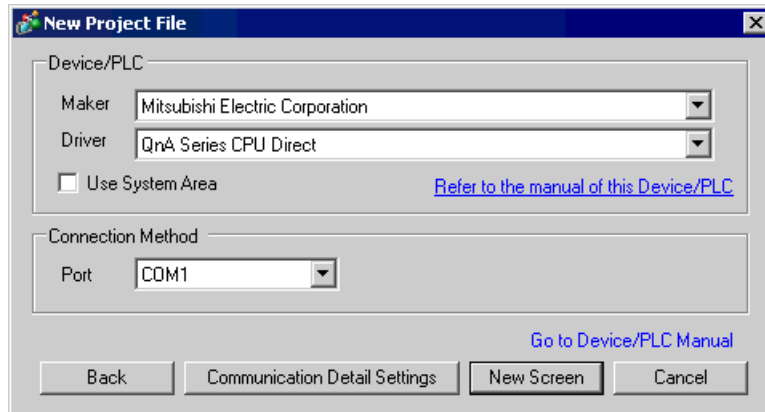 New Project File
Device/PLC
Maker Mitsubishi Electric Corporation
Driver QnA Series CPU Direct
Use System Area Refer to the manual of this Device/PLC
Connection Method
Port COM1
Go to Device/PLC Manual
Back Communication Detail Settings New Screen Cancel